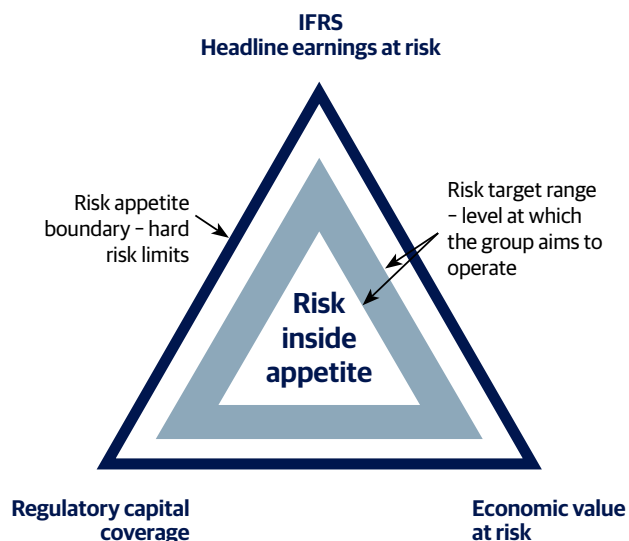 IFRS
Headline earnings at risk
Risk appetite
boundary – hard
risk limits
Risk target range
– level at which
the group aims to
operate
Risk
inside
appetite
Regulatory capital
coverage
Economic value
at risk